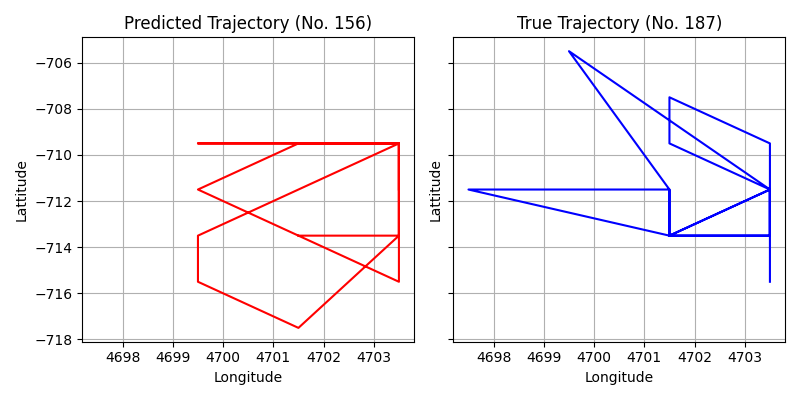 Predicted Trajectory (No. 156)
True Trajectory (No. 187)
−706
−708
−710
−712
−714
−716
−718
Lattitude
Lattitude
4698 4699 4700 4701 4702 4703
4698 4699 4700 4701 4702 4703
Longitude
Longitude